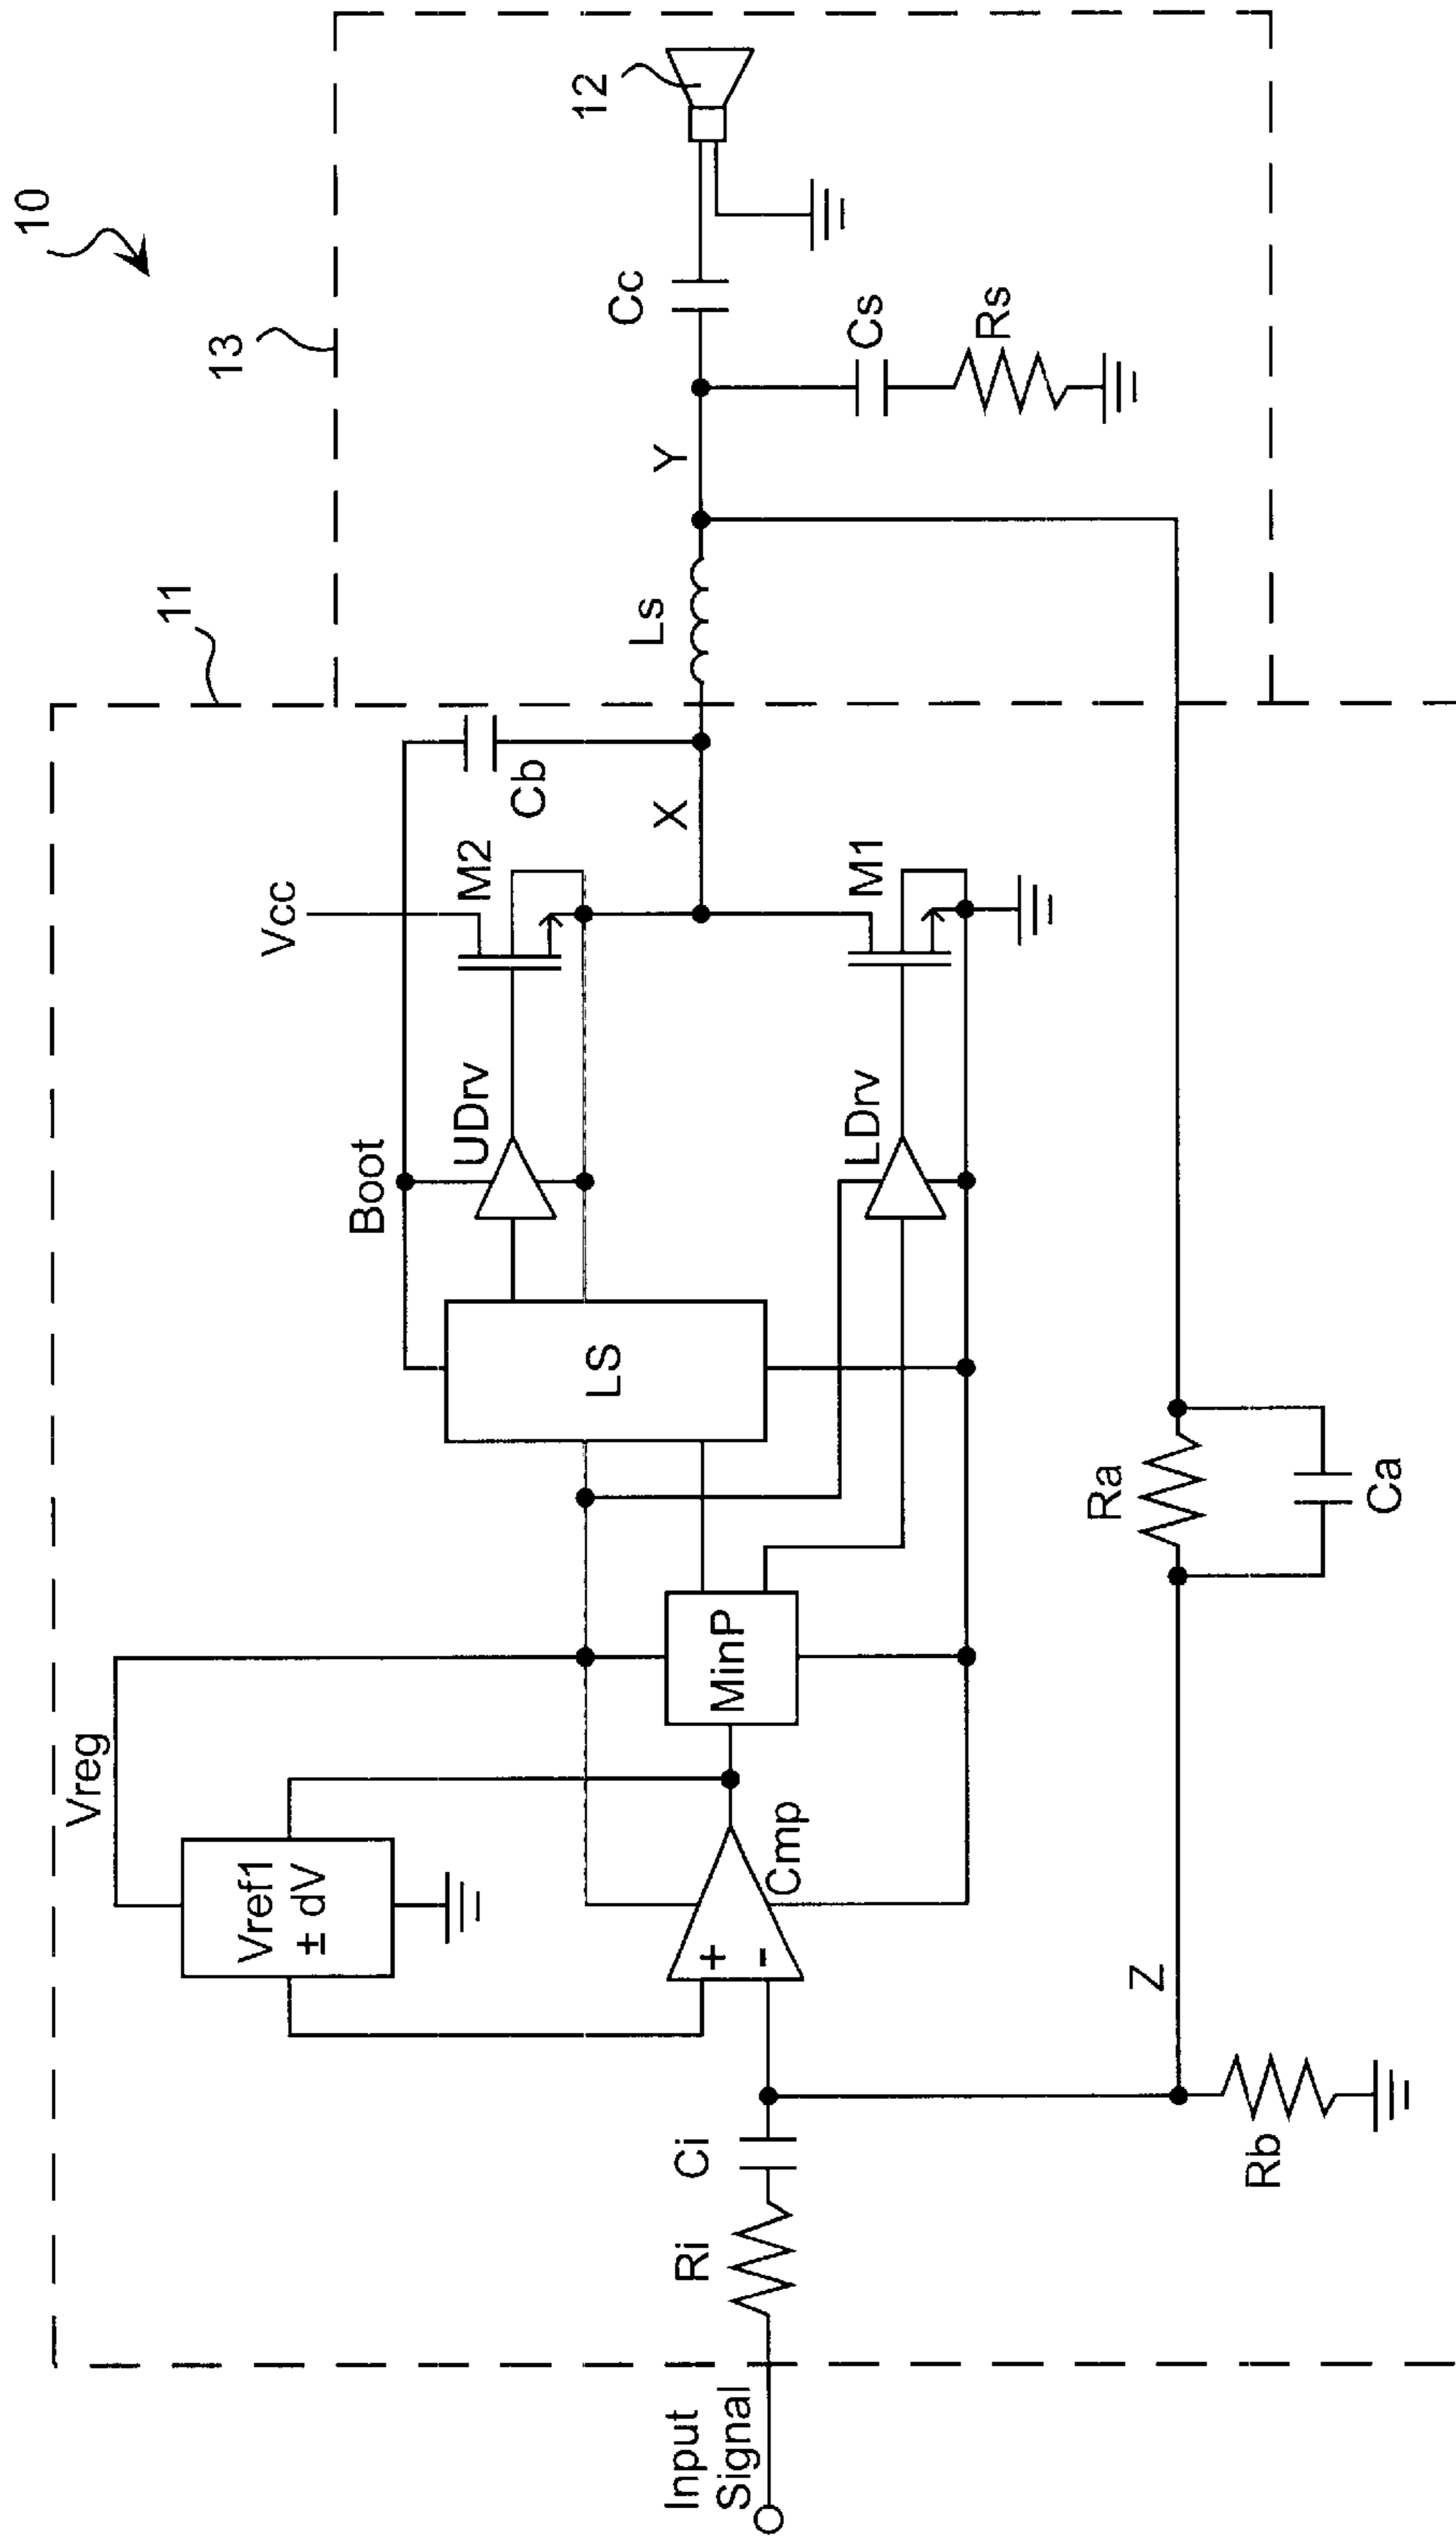 10
13
11
12
Vcc
Boot
Vreg
Vref1
± dV
UDrv
M2
Cb
Cc
LS
X
Ls
Y
Cs
Rs
MinP
Cmp
+
-
LDrv
M1
Input
Signal
Ri
Ci
Z
Ra
Ca
Rb